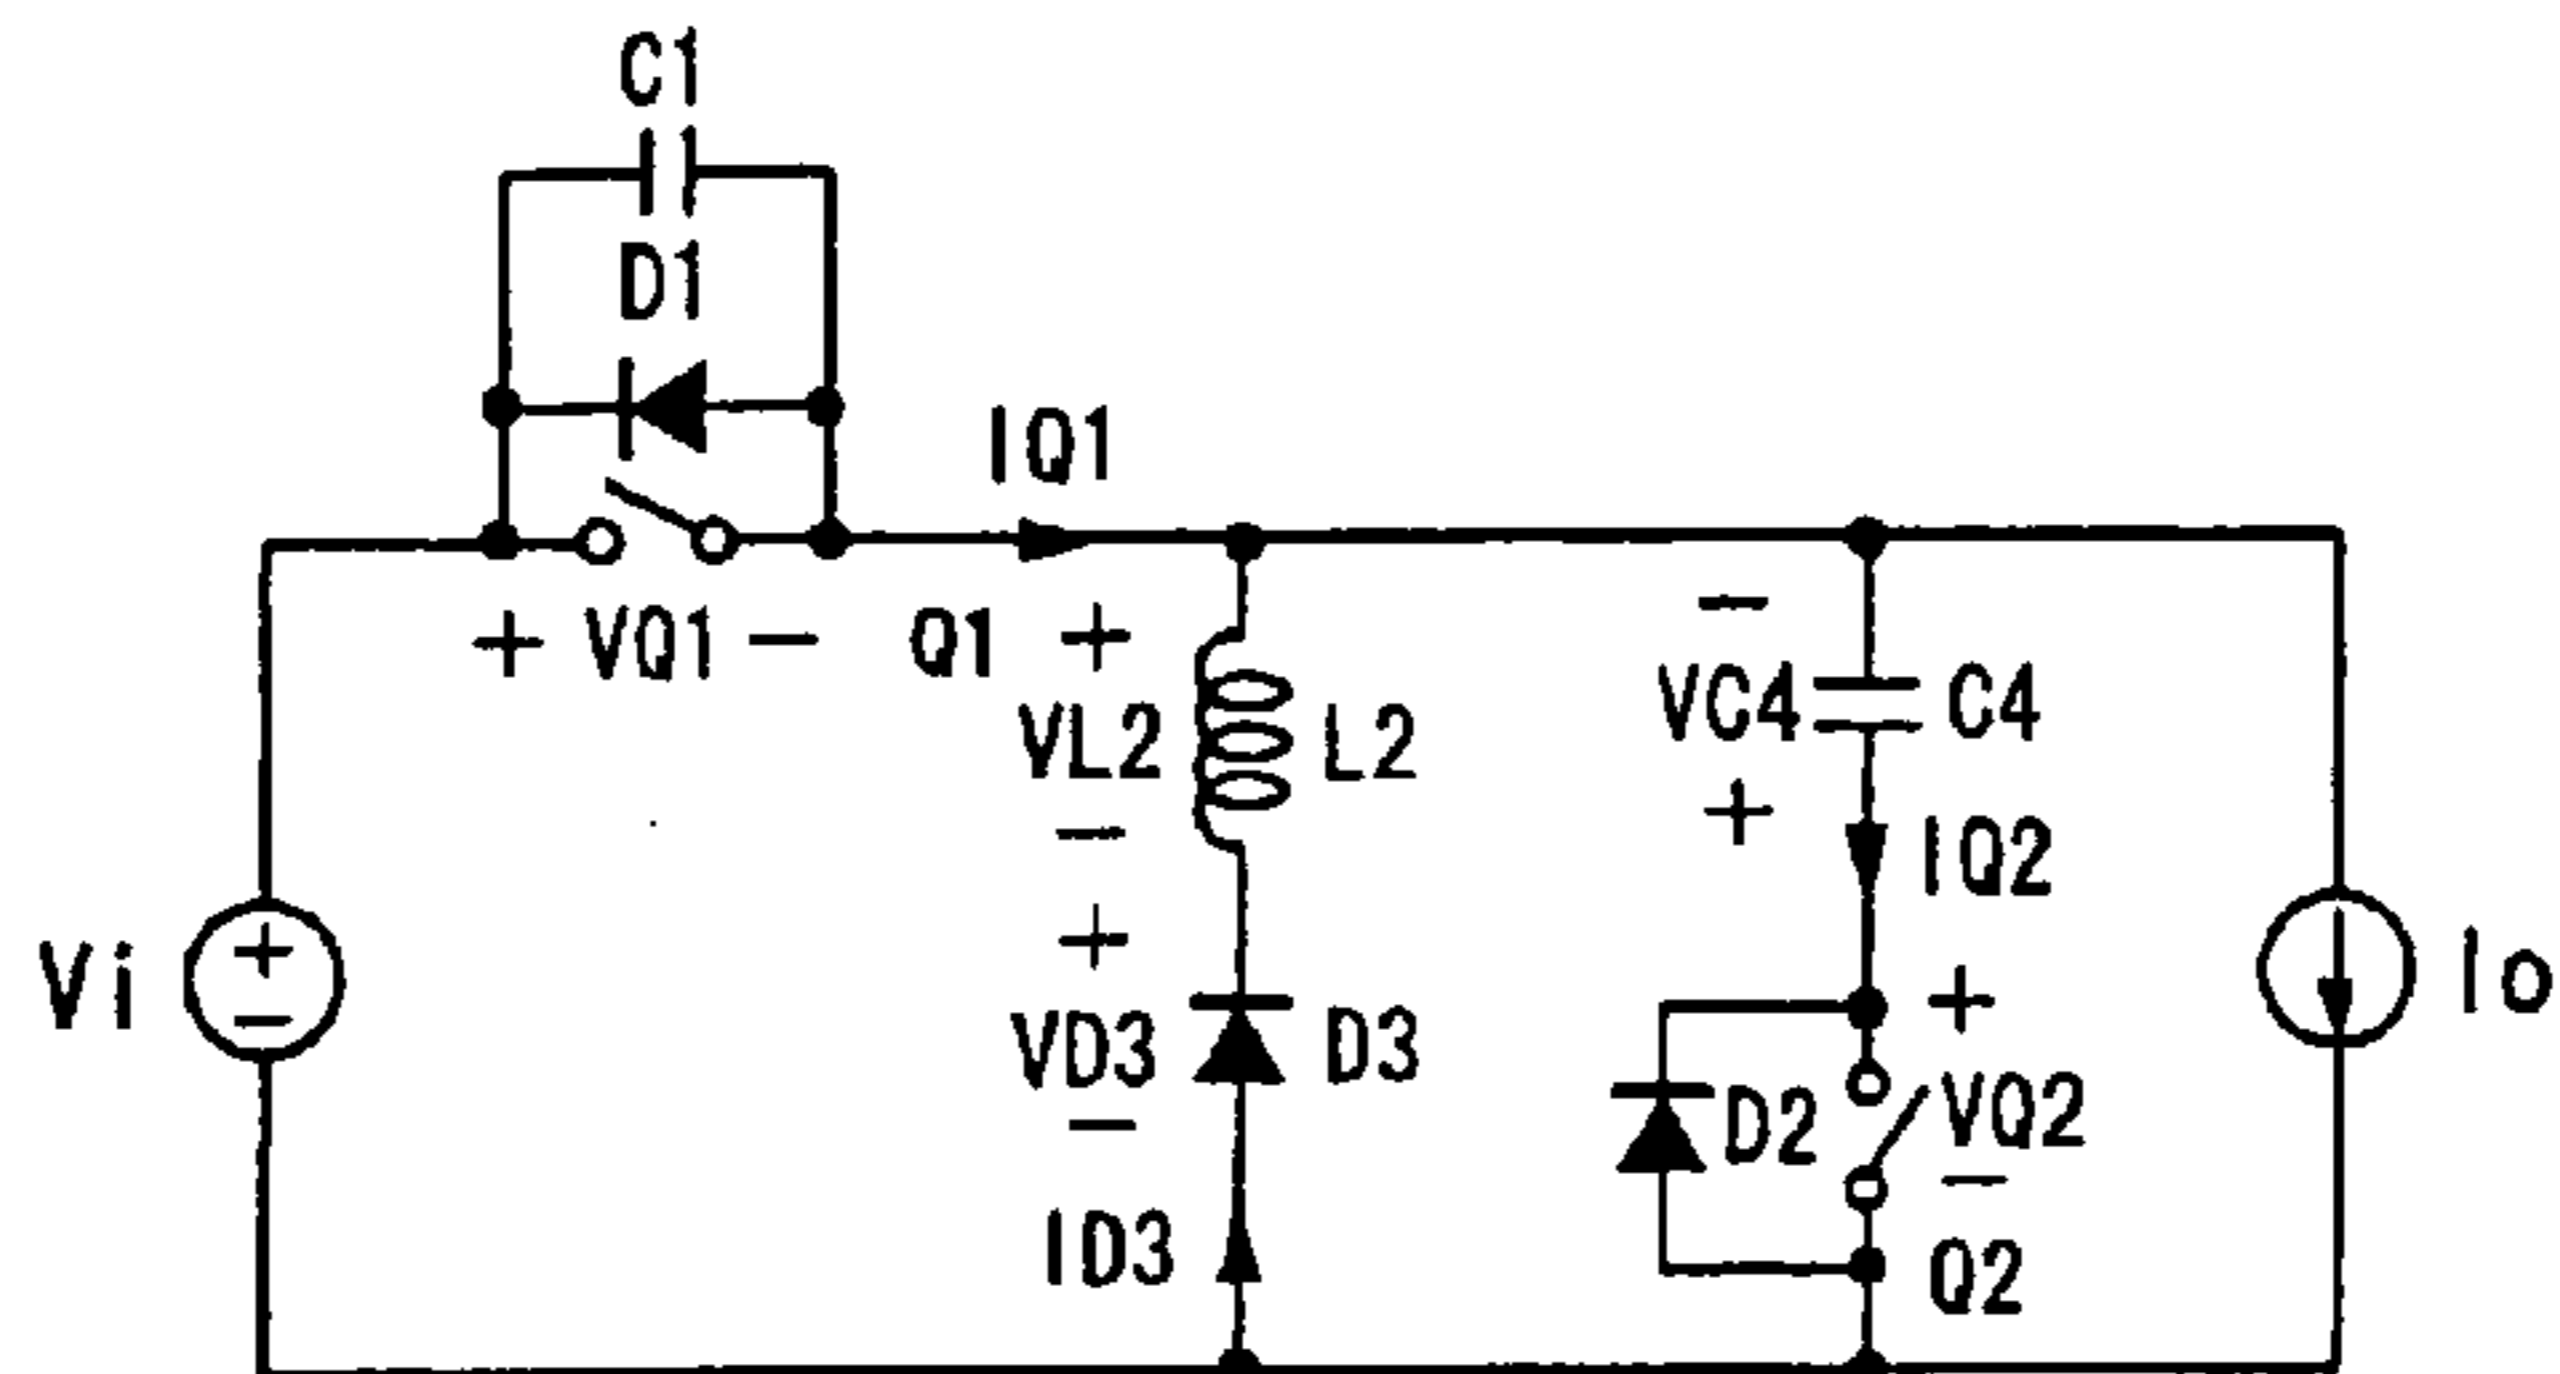 C1
D1
IQ1
+ VQ1 − Q1
+
VL2
−
L2
−
VC4
+
C4
IQ2
Vi
+
−
+
VD3
−
D3
ID3
D2
+
VQ2
−
Q2
Io